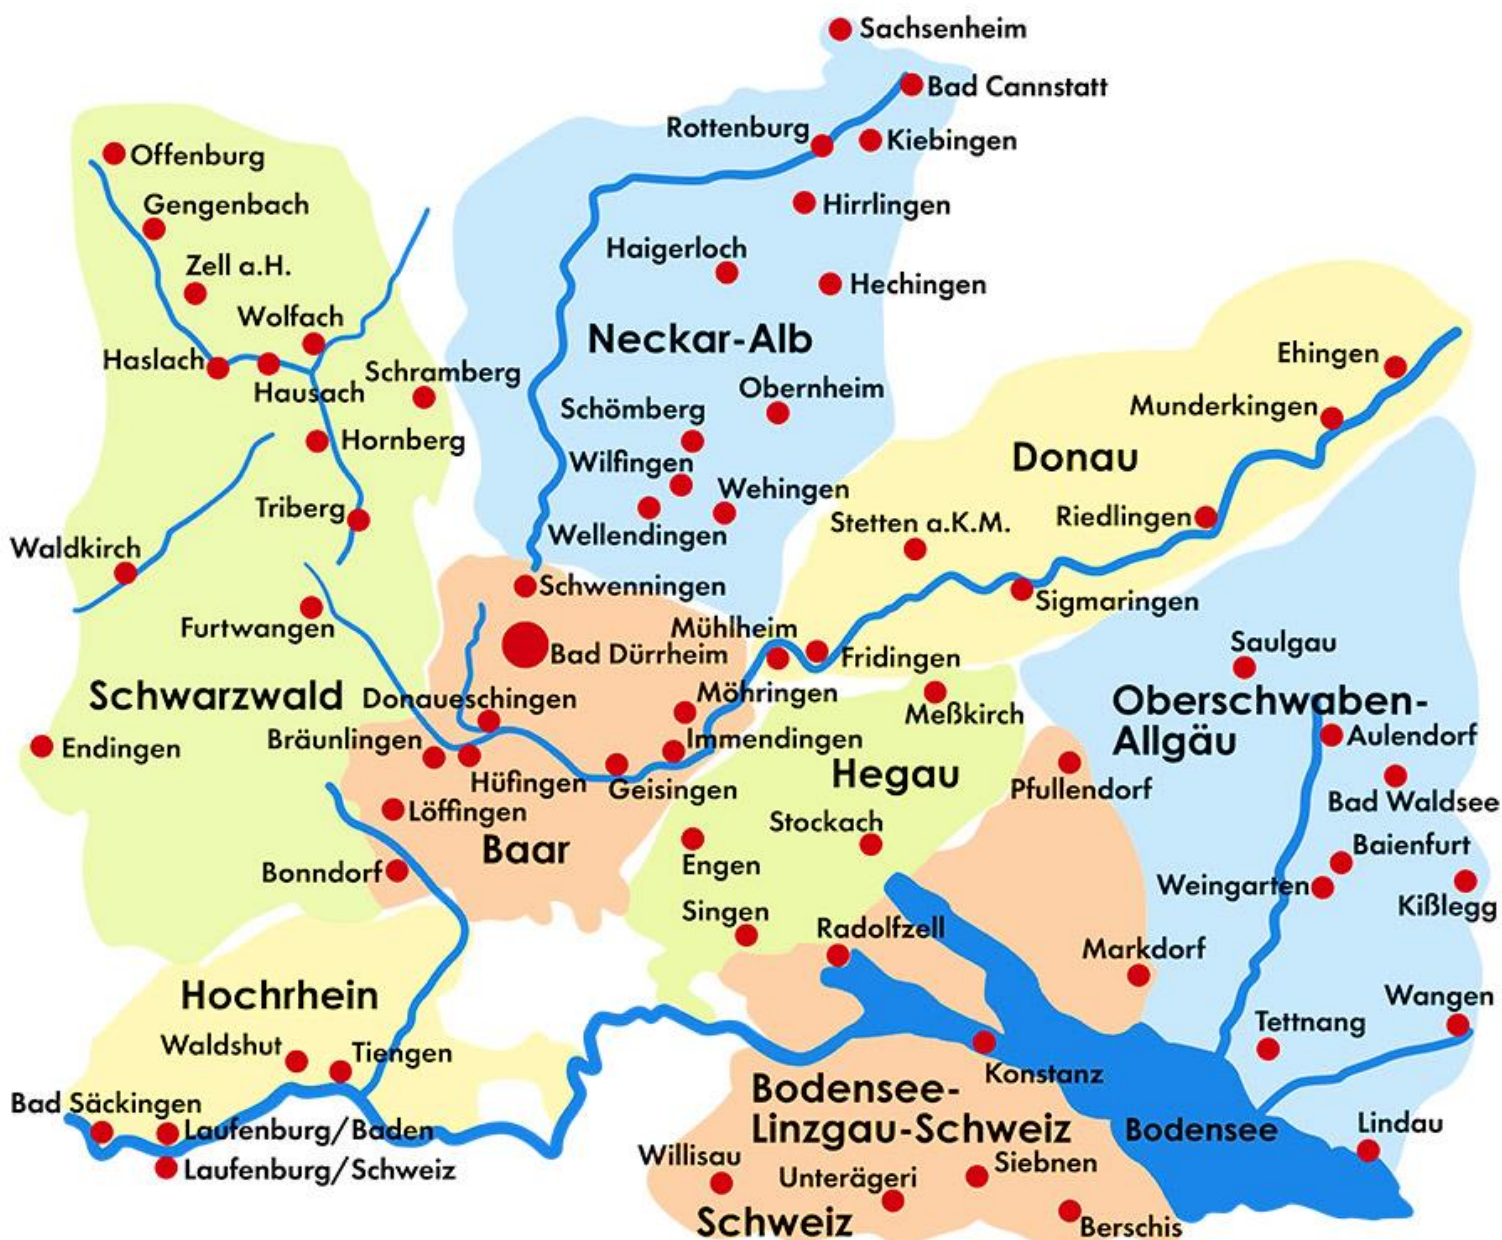 Sachsenheim
Bad Cannstatt
Rottenburg
Kiebingen
Offenburg
Gengenbach
Hirrlingen
Haigerloch
Zell a.H.
Hechingen
Wolfach
Neckar-Alb
Haslach
Hausach
Schramberg
Ehingen
Obernheim
Munderkingen
Schömberg
Hornberg
Donau
Wilfingen
Wehingen
Triberg
Riedlingen
Stetten a.K.M.
Wellendingen
Waldkirch
Schwenningen
Sigmaringen
Furtwangen
Mühlheim
Bad Dürrheim
Fridingen
Saulgau
Schwarzwald
Donaueschingen
Möhringen
Meßkirch
Oberschwaben-
Allgäu
Endingen
Bräunlingen
Immendingen
Aulendorf
Hüfingen
Geisingen
Hegau
Pfullendorf
Bad Waldsee
Löffingen
Stockach
Baar
Baienfurt
Engen
Bonndorf
Weingarten
Kißlegg
Singen
Radolfzell
Markdorf
Hochrhein
Wangen
Tettnang
Waldshut
Tiengen
Konstanz
Bodensee-
Linzgau-Schweiz
Bad Säckingen
Laufenburg/Baden
Bodensee
Lindau
Laufenburg/Schweiz
Willisau
Siebnen
Unterägeri
Schweiz
Berschis